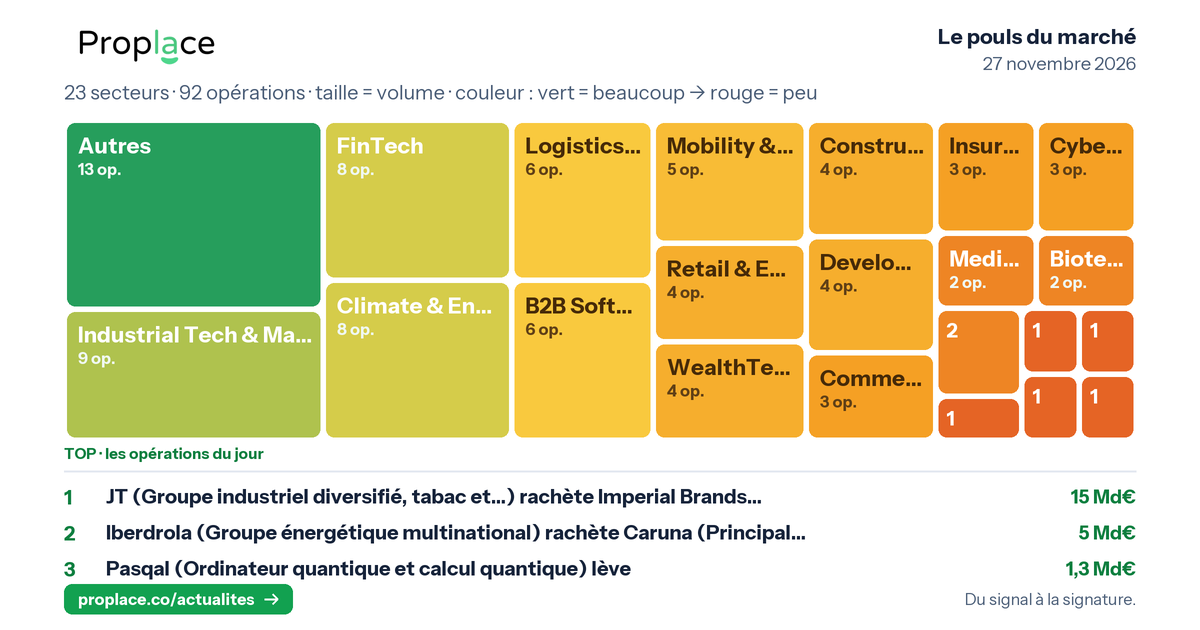 Proplace
Le pouls du marché
27 novembre 2026
23 secteurs · 92 opérations · taille = volume · couleur : vert = beaucoup → rouge = peu
Autres
13 op.
Industrial Tech & Ma...
9 op.
FinTech
8 op.
Climate & En...
8 op.
Logistics...
6 op.
B2B Soft...
6 op.
Mobility &...
5 op.
Retail & E...
4 op.
WealthTe...
4 op.
Constru...
4 op.
Develo...
4 op.
Comme...
3 op.
Insur...
3 op.
Cybe...
3 op.
Medi...
2 op.
Biote...
2 op.
2
1
1
1
1
1
TOP · les opérations du jour
1 JT (Groupe industriel diversifié, tabac et...) rachète Imperial Brands... 15 Md€
2 Iberdrola (Groupe énergétique multinational) rachète Caruna (Principal... 5 Md€
3 Pasqal (Ordinateur quantique et calcul quantique) lève 1,3 Md€
proplace.co/actualites →
Du signal à la signature.